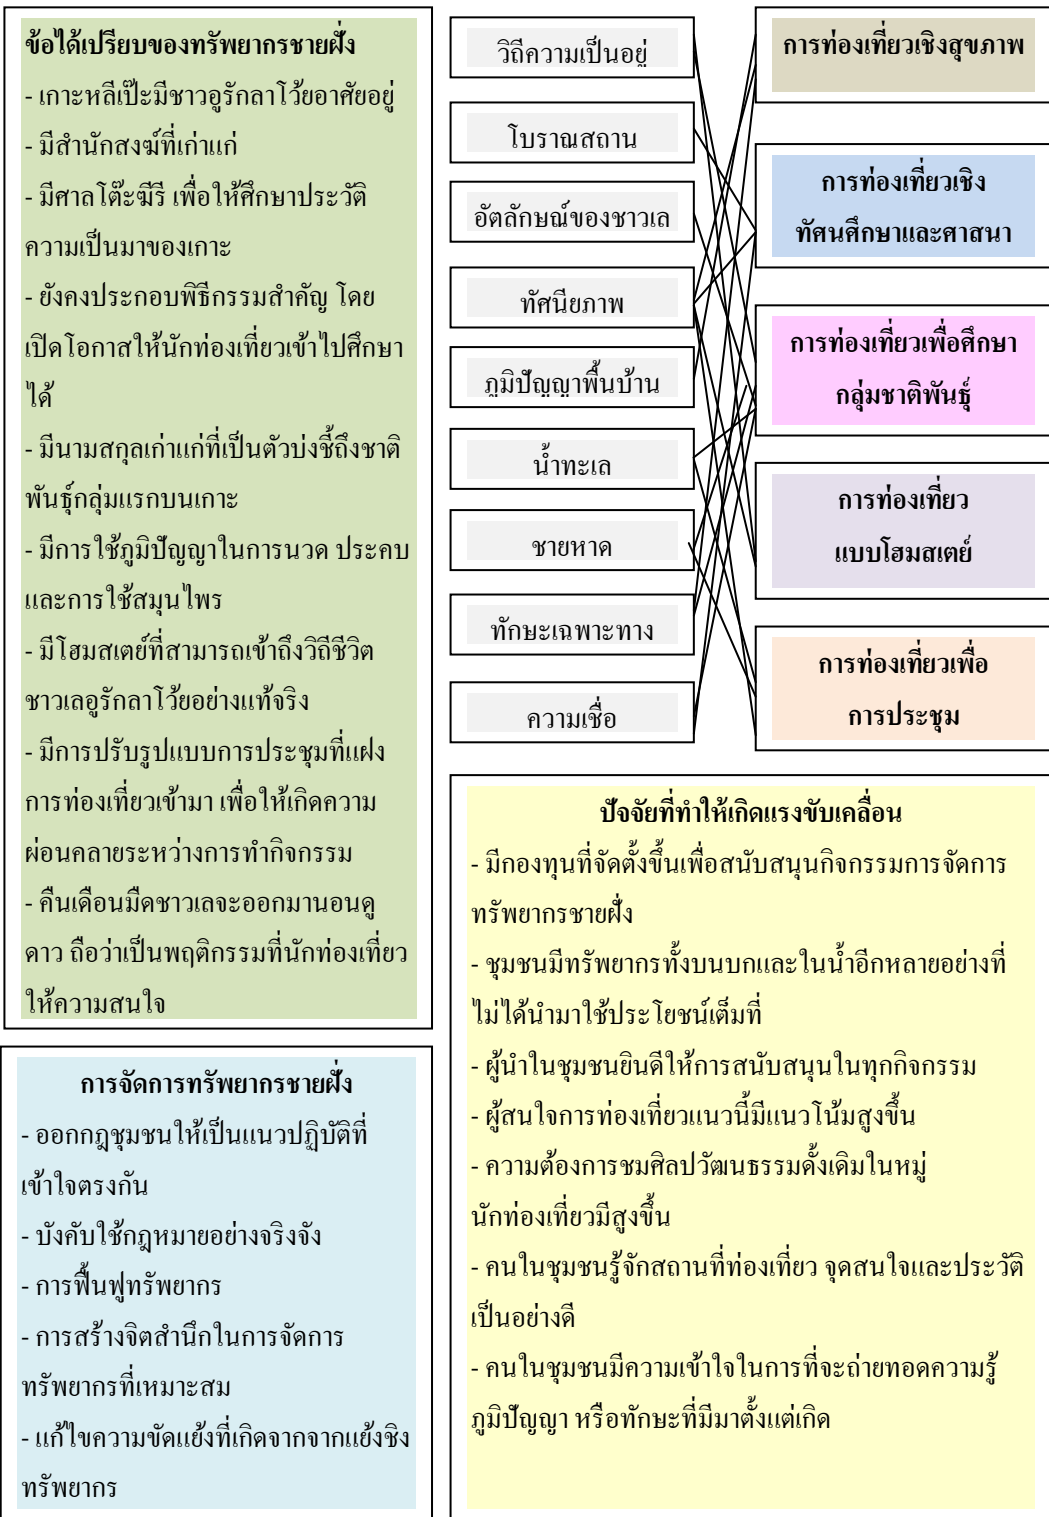 ข้อได้เปรียบของทรัพยากรชายฝั่ง
- เกาะหลีเป๊ะมีชาวอูรักลาโว้ยอาศัยอยู่
- มีสำนักสงฆ์ที่เก่าแก่
- มีศาลโต๊ะฆีรี เพื่อให้ศึกษาประวัติ
ความเป็นมาของเกาะ
- ยังคงประกอบพิธีกรรมสำคัญ โดย
เปิดโอกาสให้นักท่องเที่ยวเข้าไปศึกษา
ได้
- มีนามสกุลเก่าแก่ที่เป็นตัวบ่งชี้ถึงชาติ
พันธุ์กลุ่มแรกบนเกาะ
- มีการใช้ภูมิปัญญาในการนวด ประคบ
และการใช้สมุนไพร
- มีโฮมสเตย์ที่สามารถเข้าถึงวิถีชีวิต
ชาวเลอูรักลาโว้ยอย่างแท้จริง
- มีการปรับรูปแบบการประชุมที่แฝง
การท่องเที่ยวเข้ามา เพื่อให้เกิดความ
ผ่อนคลายระหว่างการทำกิจกรรม
- คืนเดือนมืดชาวเลจะออกมานอนดู
ดาว ถือว่าเป็นพฤติกรรมที่นักท่องเที่ยว
ให้ความสนใจ
การจัดการทรัพยากรชายฝั่ง
- ออกกฎชุมชนให้เป็นแนวปฏิบัติที่
เข้าใจตรงกัน
- บังคับใช้กฎหมายอย่างจริงจัง
- การฟื้นฟูทรัพยากร
- การสร้างจิตสำนึกในการจัดการ
ทรัพยากรที่เหมาะสม
- แก้ไขความขัดแย้งที่เกิดจากจากแย้งชิง
ทรัพยากร
วิถีความเป็นอยู่
โบราณสถาน
อัตลักษณ์ของชาวเล
ทัศนียภาพ
ภูมิปัญญาพื้นบ้าน
น้ำทะเล
ชายหาด
ทักษะเฉพาะทาง
ความเชื่อ
การท่องเที่ยวเชิงสุขภาพ
การท่องเที่ยวเชิง
ทัศนศึกษาและศาสนา
การท่องเที่ยวเพื่อศึกษา
กลุ่มชาติพันธุ์
การท่องเที่ยว
แบบโฮมสเตย์
การท่องเที่ยวเพื่อ
การประชุม
ปัจจัยที่ทำให้เกิดแรงขับเคลื่อน
- มีกองทุนที่จัดตั้งขึ้นเพื่อสนับสนุนกิจกรรมการจัดการ
ทรัพยากรชายฝั่ง
- ชุมชนมีทรัพยากรทั้งบนบกและในน้ำอีกหลายอย่างที่
ไม่ได้นำมาใช้ประโยชน์เต็มที่
- ผู้นำในชุมชนยินดีให้การสนับสนุนในทุกกิจกรรม
- ผู้สนใจการท่องเที่ยวแนวนี้มีแนวโน้มสูงขึ้น
- ความต้องการชมศิลปวัฒนธรรมดั้งเดิมในหมู่
นักท่องเที่ยวมีสูงขึ้น
- คนในชุมชนรู้จักสถานที่ท่องเที่ยว จุดสนใจและประวัติ
เป็นอย่างดี
- คนในชุมชนมีความเข้าใจในการที่จะถ่ายทอดความรู้
ภูมิปัญญา หรือทักษะที่มีมาตั้งแต่เกิด